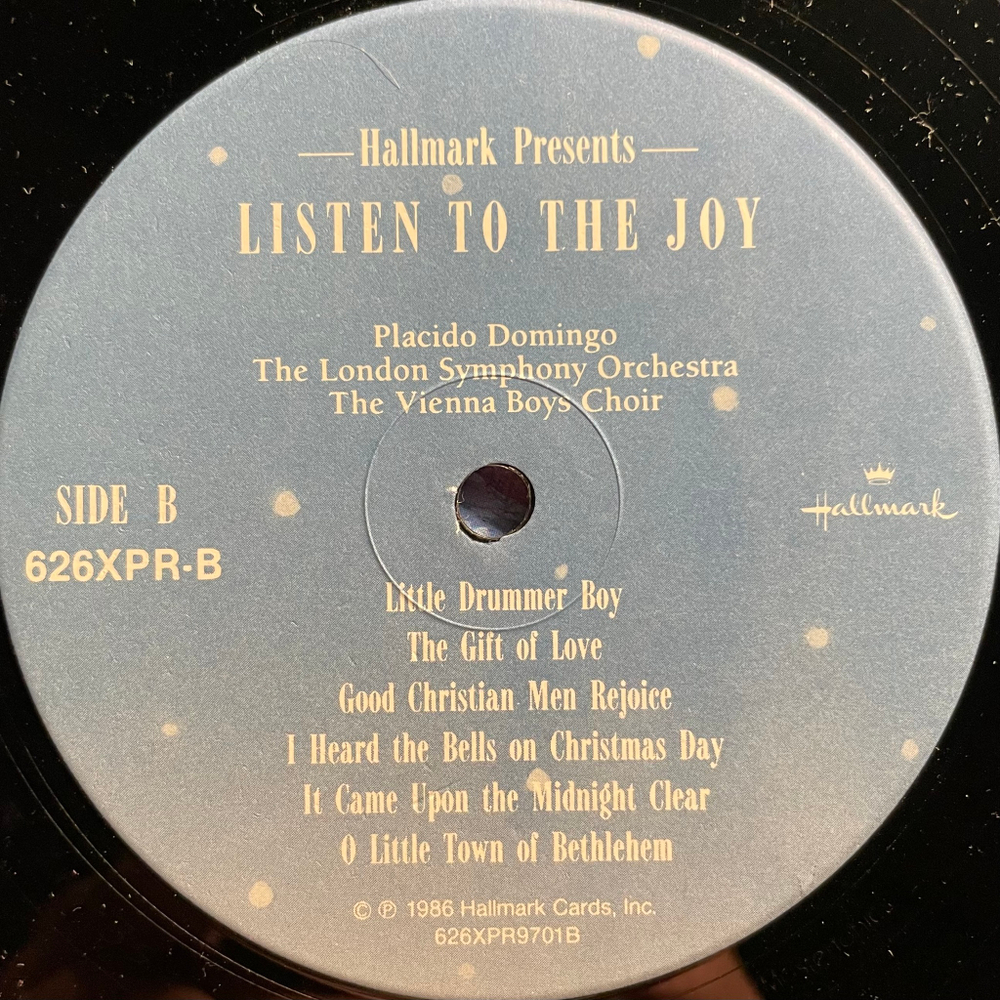 Hallmark Presents
LISTEN TO THE JOY
Placido Domingo
The London Symphony Orchestra
The Vienna Boys Choir
SIDE B
626XPR-B
Hallmark
Little Drummer Boy
The Gift of Love
Good Christian Men Rejoice
I Heard the Bells on Christmas Day
It Came Upon the Midnight Clear
O Little Town of Bethlehem
© ℗ 1986 Hallmark Cards, Inc.
626XPR9701B